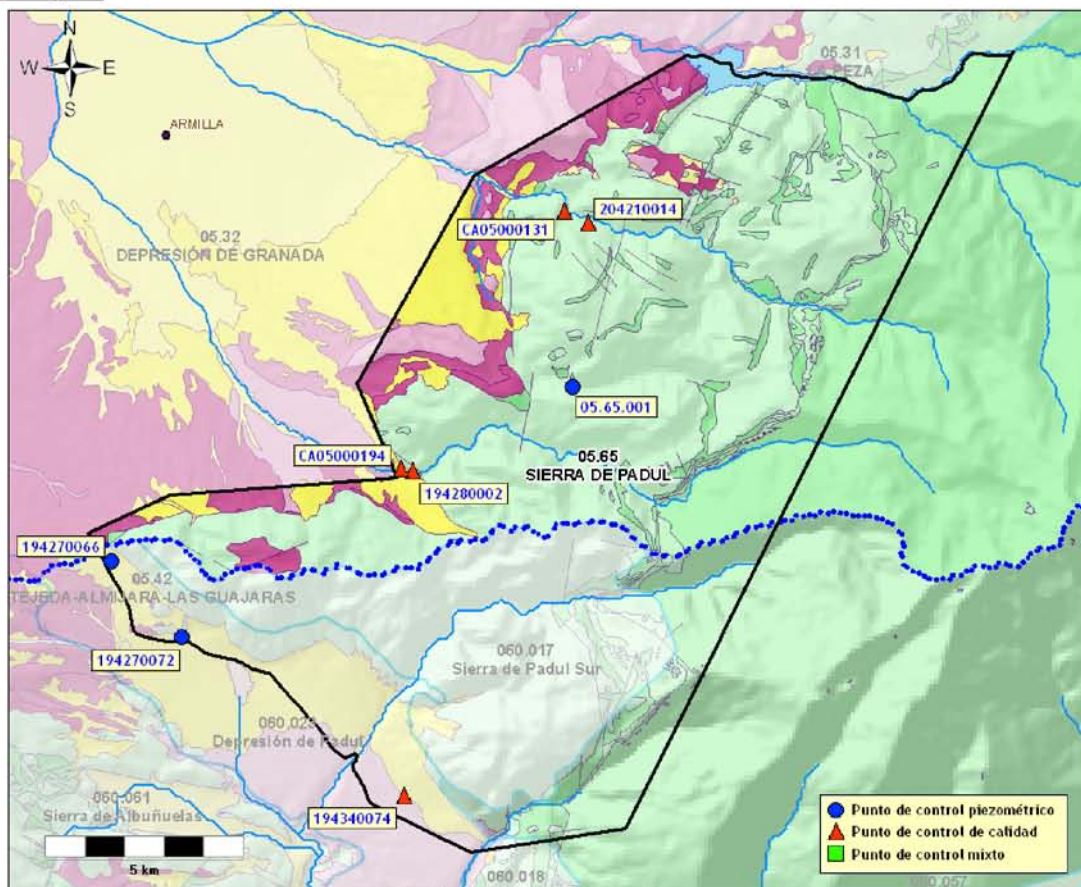 N
W E
S
05.31
ARMILLA
204210014
CA05000131
05.32
DEPRESIÓN DE GRANADA
05.65.001
CA05000194
05.65
SIERRA DE PADUL
194280002
194270066
05.42
TEJEDA-ALMIJARA-LAS GUAJARAS
194270072
060.017
Sierra de Padul Sur
Depresión de Padul
060.061
Sierra de Albuñuelas
194340074
5 km
060.018
060.057
Punto de control piezométrico
Punto de control de calidad
Punto de control mixto